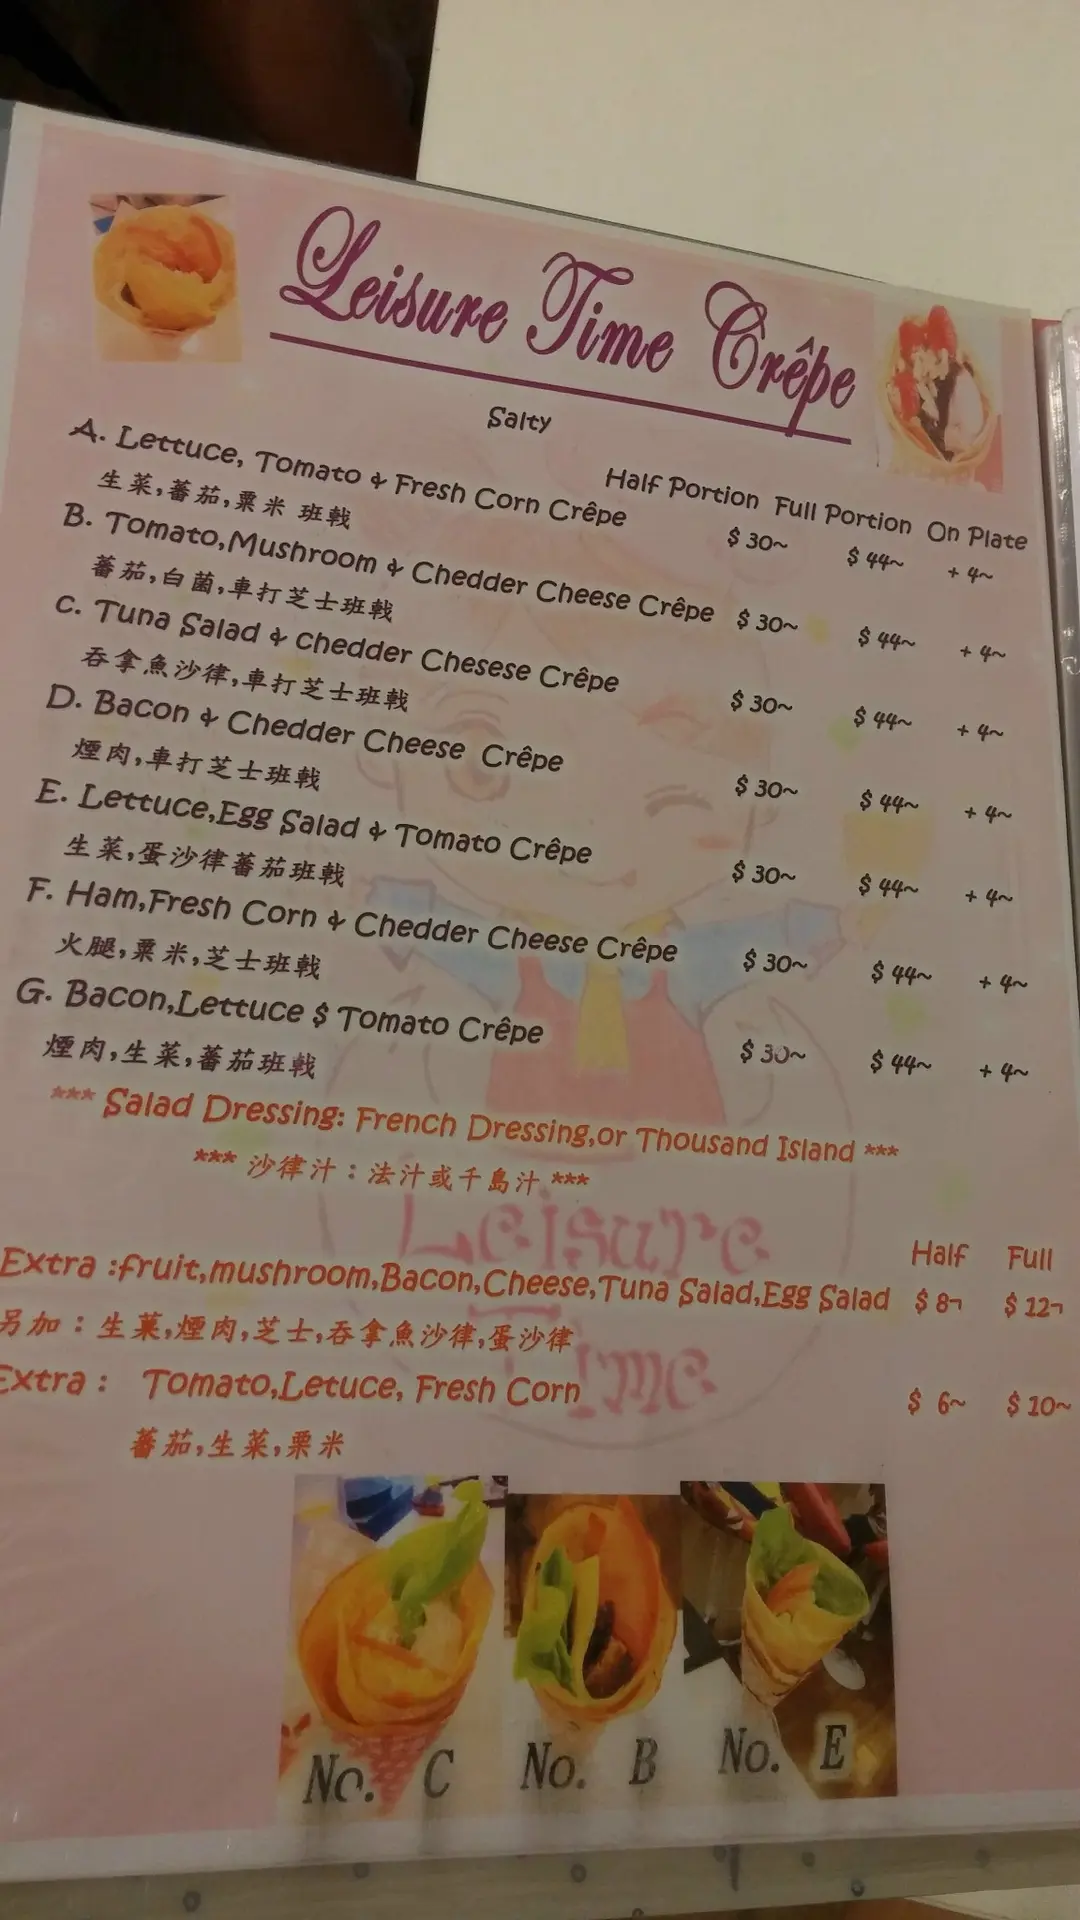 Leisure Time Crêpe
Salty
Half Portion Full Portion On Plate
A. Lettuce, Tomato & Fresh Corn Crêpe $ 30~ $ 44~ + 4~
生菜,蕃茄,粟米 班戟
B. Tomato,Mushroom & Chedder Cheese Crêpe $ 30~ $ 44~ + 4~
蕃茄,白菌,車打芝士班戟
C. Tuna Salad & chedder Chesese Crêpe $ 30~ $ 44~ + 4~
吞拿魚沙律,車打芝士班戟
D. Bacon & Chedder Cheese Crêpe $ 30~ $ 44~ + 4~
煙肉,車打芝士班戟
E. Lettuce,Egg Salad & Tomato Crêpe $ 30~ $ 44~ + 4~
生菜,蛋沙律蕃茄班戟
F. Ham,Fresh Corn & Chedder Cheese Crêpe $ 30~ $ 44~ + 4~
火腿,粟米,芝士班戟
G. Bacon,Lettuce $ Tomato Crêpe $ 30~ $ 44~ + 4~
煙肉,生菜,蕃茄班戟
*** Salad Dressing: French Dressing,or Thousand Island ***
*** 沙律汁：法汁或千島汁 ***
Leisure
Time
Half Full
Extra :fruit,mushroom,Bacon,Cheese,Tuna Salad,Egg Salad $ 8¬ $ 12¬
另加：生菓,煙肉,芝士,吞拿魚沙律,蛋沙律
Extra : Tomato,Letuce, Fresh Corn $ 6~ $ 10~
蕃茄,生菜,粟米
No. C No. B No. E